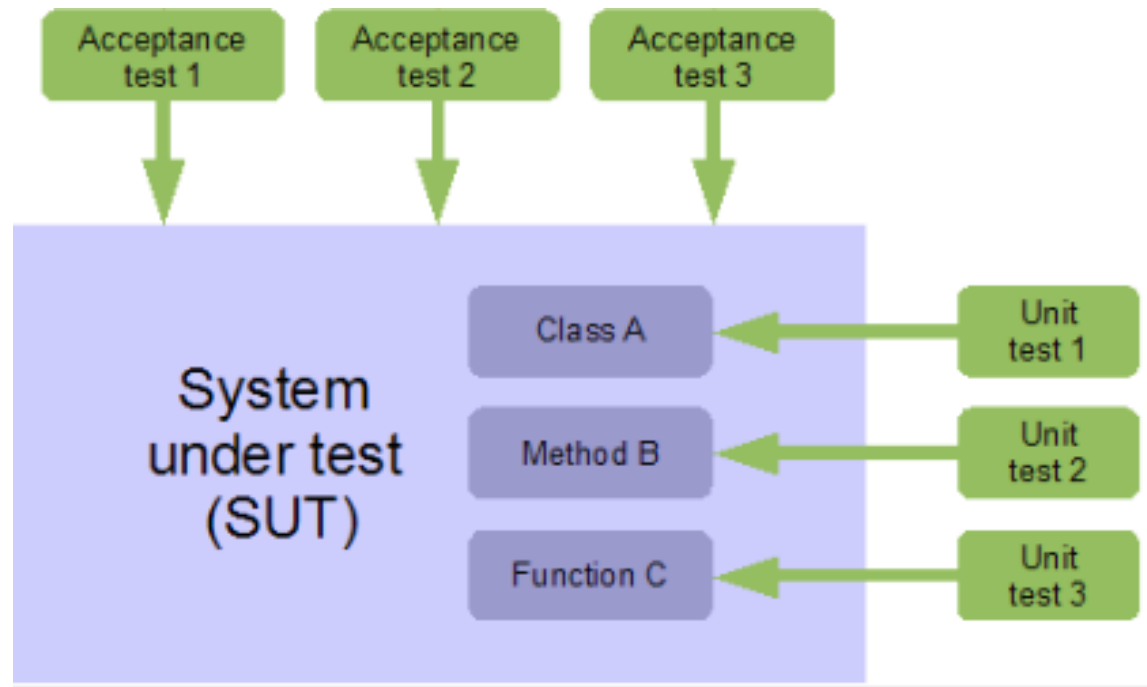 Acceptance
test 1
Acceptance
test 2
Acceptance
test 3
System
under test
(SUT)
Class A
Method B
Function C
Unit
test 1
Unit
test 2
Unit
test 3